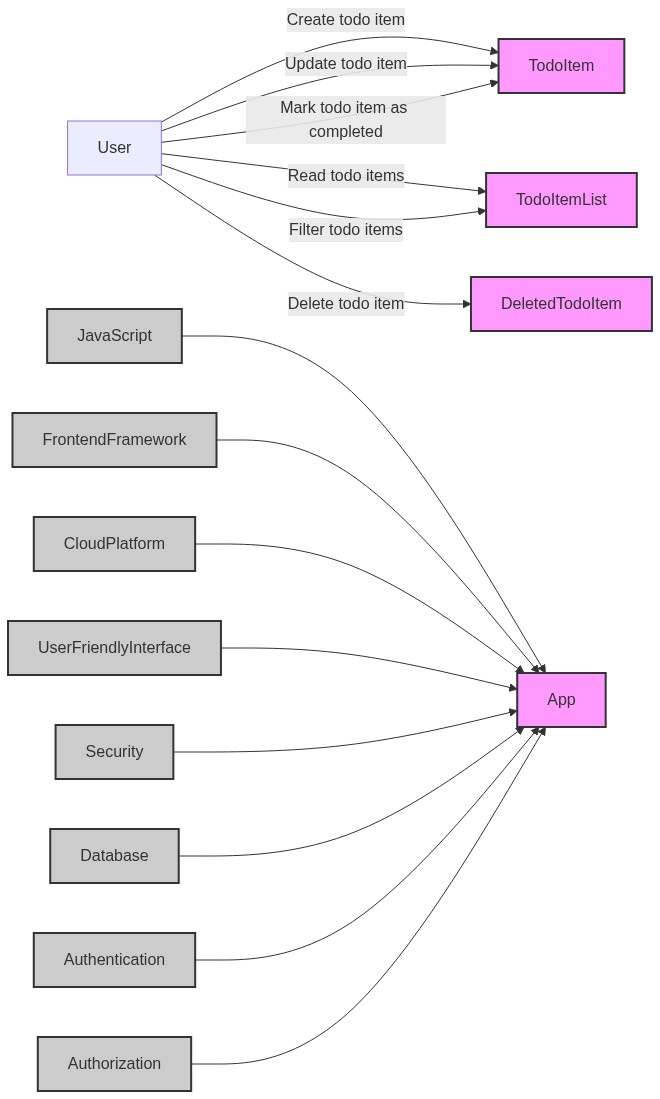 Create todo item
TodoItem
Update todo item
Mark todo item as
completed
User
Read todo items
TodoItemList
Filter todo items
Delete todo item
DeletedTodoItem
JavaScript
FrontendFramework
CloudPlatform
UserFriendlyInterface
App
Security
Database
Authentication
Authorization